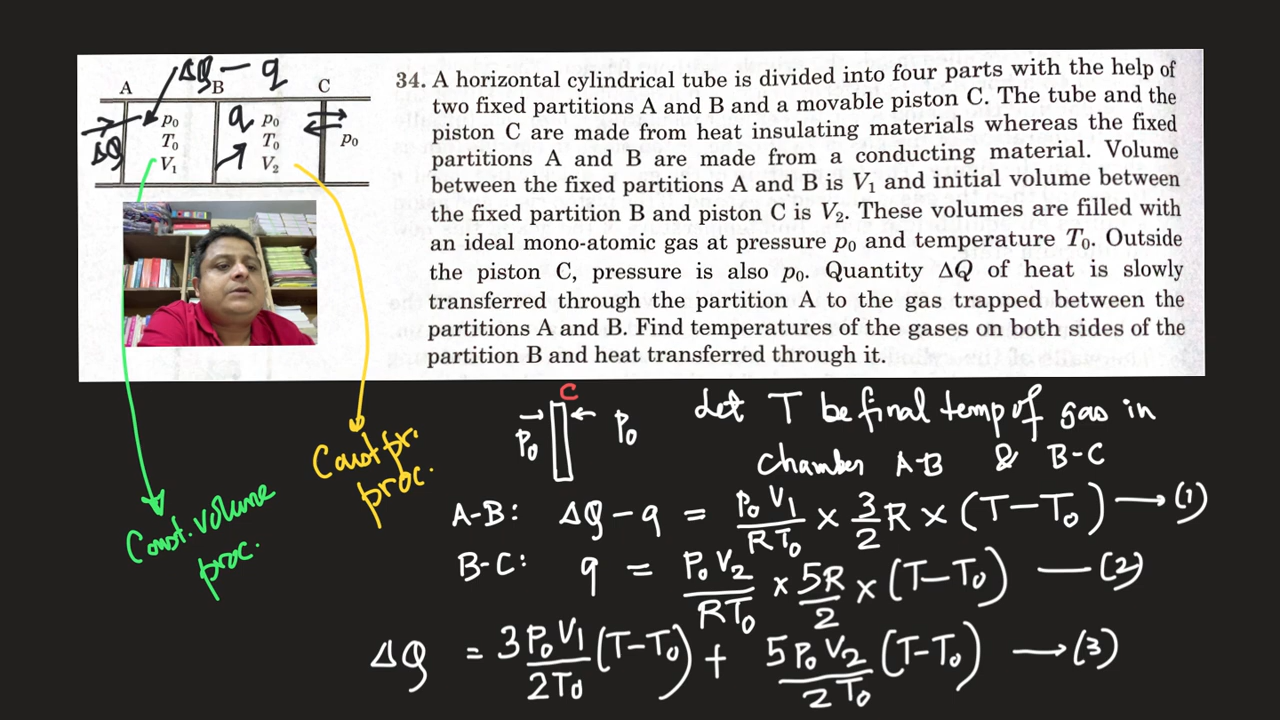 ΔQ − q
A B C
p₀ q p₀
ΔQ T₀ T₀ p₀
V₁ V₂
34. A horizontal cylindrical tube is divided into four parts with the help of
two fixed partitions A and B and a movable piston C. The tube and the
piston C are made from heat insulating materials whereas the fixed
partitions A and B are made from a conducting material. Volume
between the fixed partitions A and B is V₁ and initial volume between
the fixed partition B and piston C is V₂. These volumes are filled with
an ideal mono-atomic gas at pressure p₀ and temperature T₀. Outside
the piston C, pressure is also p₀. Quantity ΔQ of heat is slowly
transferred through the partition A to the gas trapped between the
partitions A and B. Find temperatures of the gases on both sides of the
partition B and heat transferred through it.
Const. volume
proc.
Const pr.
proc.
C
P₀ P₀
Let T be final temp of gas in
chamber A-B & B-C
A-B: ΔQ − q = P₀V₁/RT₀ × 3/2 R × (T − T₀) → (1)
B-C: q = P₀V₂/RT₀ × 5R/2 × (T − T₀) — (2)
ΔQ = 3P₀V₁/2T₀ (T − T₀) + 5P₀V₂/2T₀ (T − T₀) → (3)